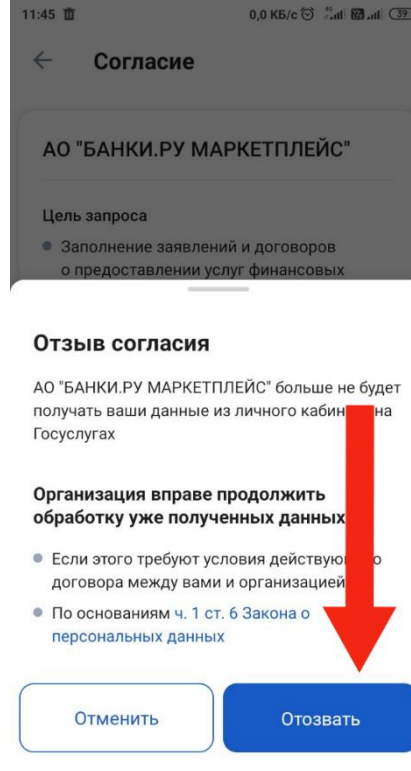 11:45 0,0 КБ/с 4G 39
Согласие
АО "БАНКИ.РУ МАРКЕТПЛЕЙС"
Цель запроса
Заполнение заявлений и договоров
о предоставлении услуг финансовых
Отзыв согласия
АО "БАНКИ.РУ МАРКЕТПЛЕЙС" больше не будет
получать ваши данные из личного на
Госуслугах
Организация вправе продолжить
обработку уже полученных данных
Если этого требуют условия
договора между вами и организацией
По основаниям ч. 1 ст. 6 Закона о
персональных данных
Отменить
Отозвать